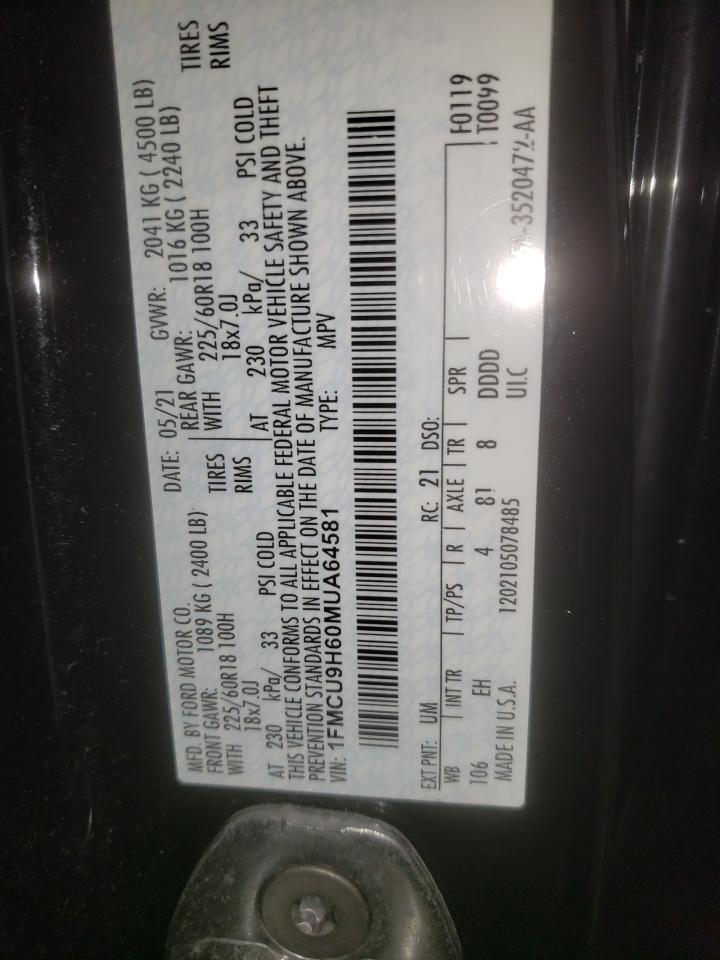 MFD. BY FORD MOTOR CO.
DATE: 05/21 GVWR: 2041 KG ( 4500 LB)
FRONT GAWR: 1089 KG ( 2400 LB)
REAR GAWR: 1016 KG ( 2240 LB)
WITH 225/60R18 100H TIRES
WITH 225/60R18 100H TIRES
18x7.0J RIMS
18x7.0J RIMS
AT 230 kPa/ 33 PSI COLD
AT 230 kPa/ 33 PSI COLD
THIS VEHICLE CONFORMS TO ALL APPLICABLE FEDERAL MOTOR VEHICLE SAFETY AND THEFT
PREVENTION STANDARDS IN EFFECT ON THE DATE OF MANUFACTURE SHOWN ABOVE.
VIN: 1FMCU9H60MUA64581 TYPE: MPV
EXT PNT: UM RC: 21 DSO:
WB INT TR TP/PS R AXLE TR SPR F0119
106 EH 4 81 8 DDDD T0099
MADE IN U.S.A. 1202105078485 UI.C